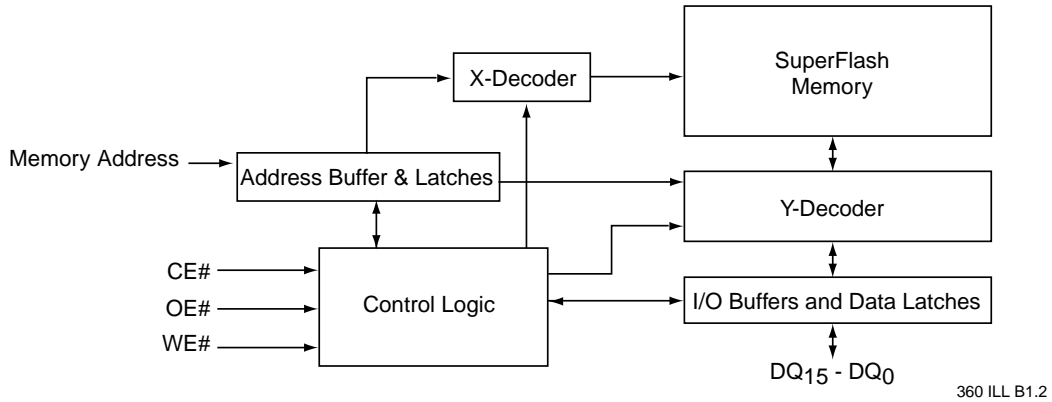 SuperFlash
Memory
X-Decoder
Memory Address
Address Buffer & Latches
Y-Decoder
CE#
OE#
WE#
Control Logic
I/O Buffers and Data Latches
DQ15 - DQ0
360 ILL B1.2